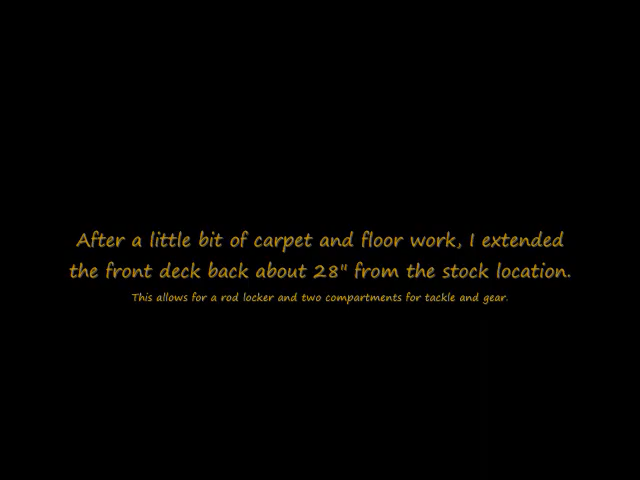 After a little bit of carpet and floor work, I extended
the front deck back about 28" from the stock location.
This allows for a rod locker and two compartments for tackle and gear.